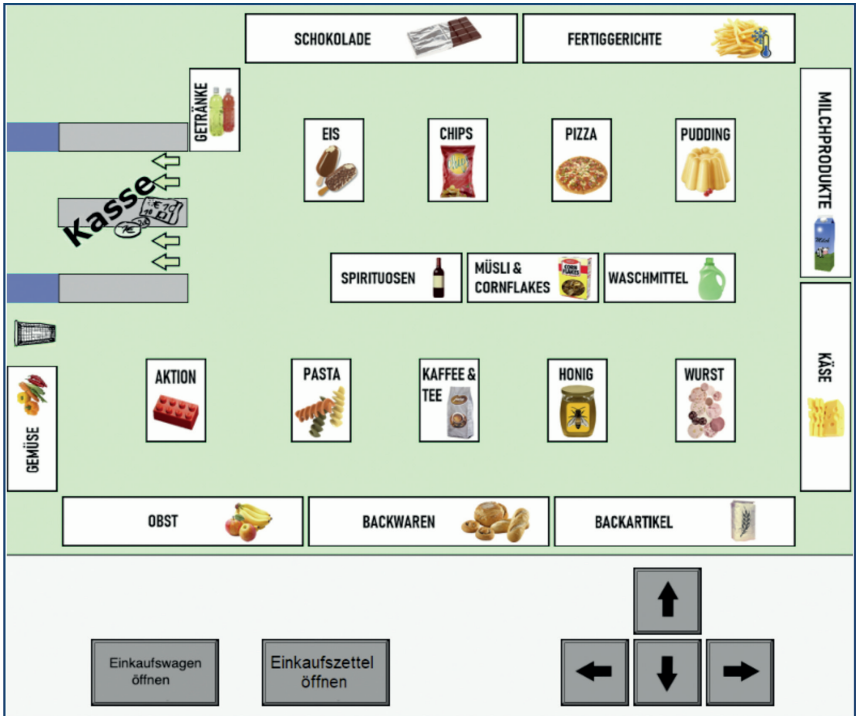 SCHOKOLADE
FERTIGGERICHTE
GETRÄNKE
MILCHPRODUKTE
EIS
CHIPS
PIZZA
PUDDING
Kasse
SPIRITUOSEN
MÜSLI &
CORNFLAKES
WASCHMITTEL
KÄSE
GEMÜSE
AKTION
PASTA
KAFFEE &
TEE
HONIG
WURST
OBST
BACKWAREN
BACKARTIKEL
Einkaufswagen
öffnen
Einkaufszettel
öffnen